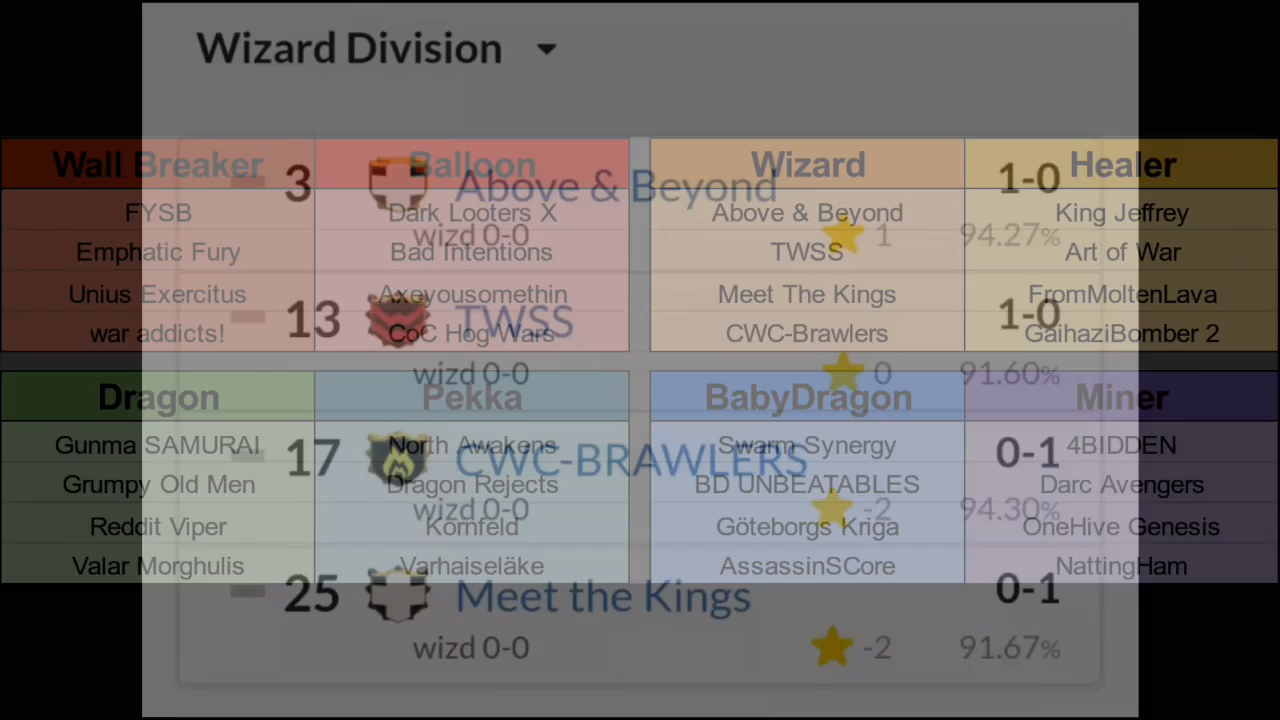 Wizard Division
3 Above & Beyond 1-0
wizd 0-0 1 94.27%
13 TWSS 1-0
wizd 0-0 0 91.60%
17 CWC-BRAWLERS 0-1
wizd 0-0 -2 94.30%
25 Meet the Kings 0-1
wizd 0-0 -2 91.67%
Wall Breaker Balloon Wizard Healer
FYSB Dark Looters X Above & Beyond King Jeffrey
Emphatic Fury Bad Intentions TWSS Art of War
Unius Exercitus Axeyousomethin Meet The Kings FromMoltenLava
war addicts! CoC Hog Wars CWC-Brawlers GaihaziBomber 2
Dragon Pekka BabyDragon Miner
Gunma SAMURAI North Awakens Swarm Synergy 4BIDDEN
Grumpy Old Men Dragon Rejects BD UNBEATABLES Darc Avengers
Reddit Viper Kornfeld Göteborgs Kriga OneHive Genesis
Valar Morghulis Varhaiseläke AssassinSCore NattingHam